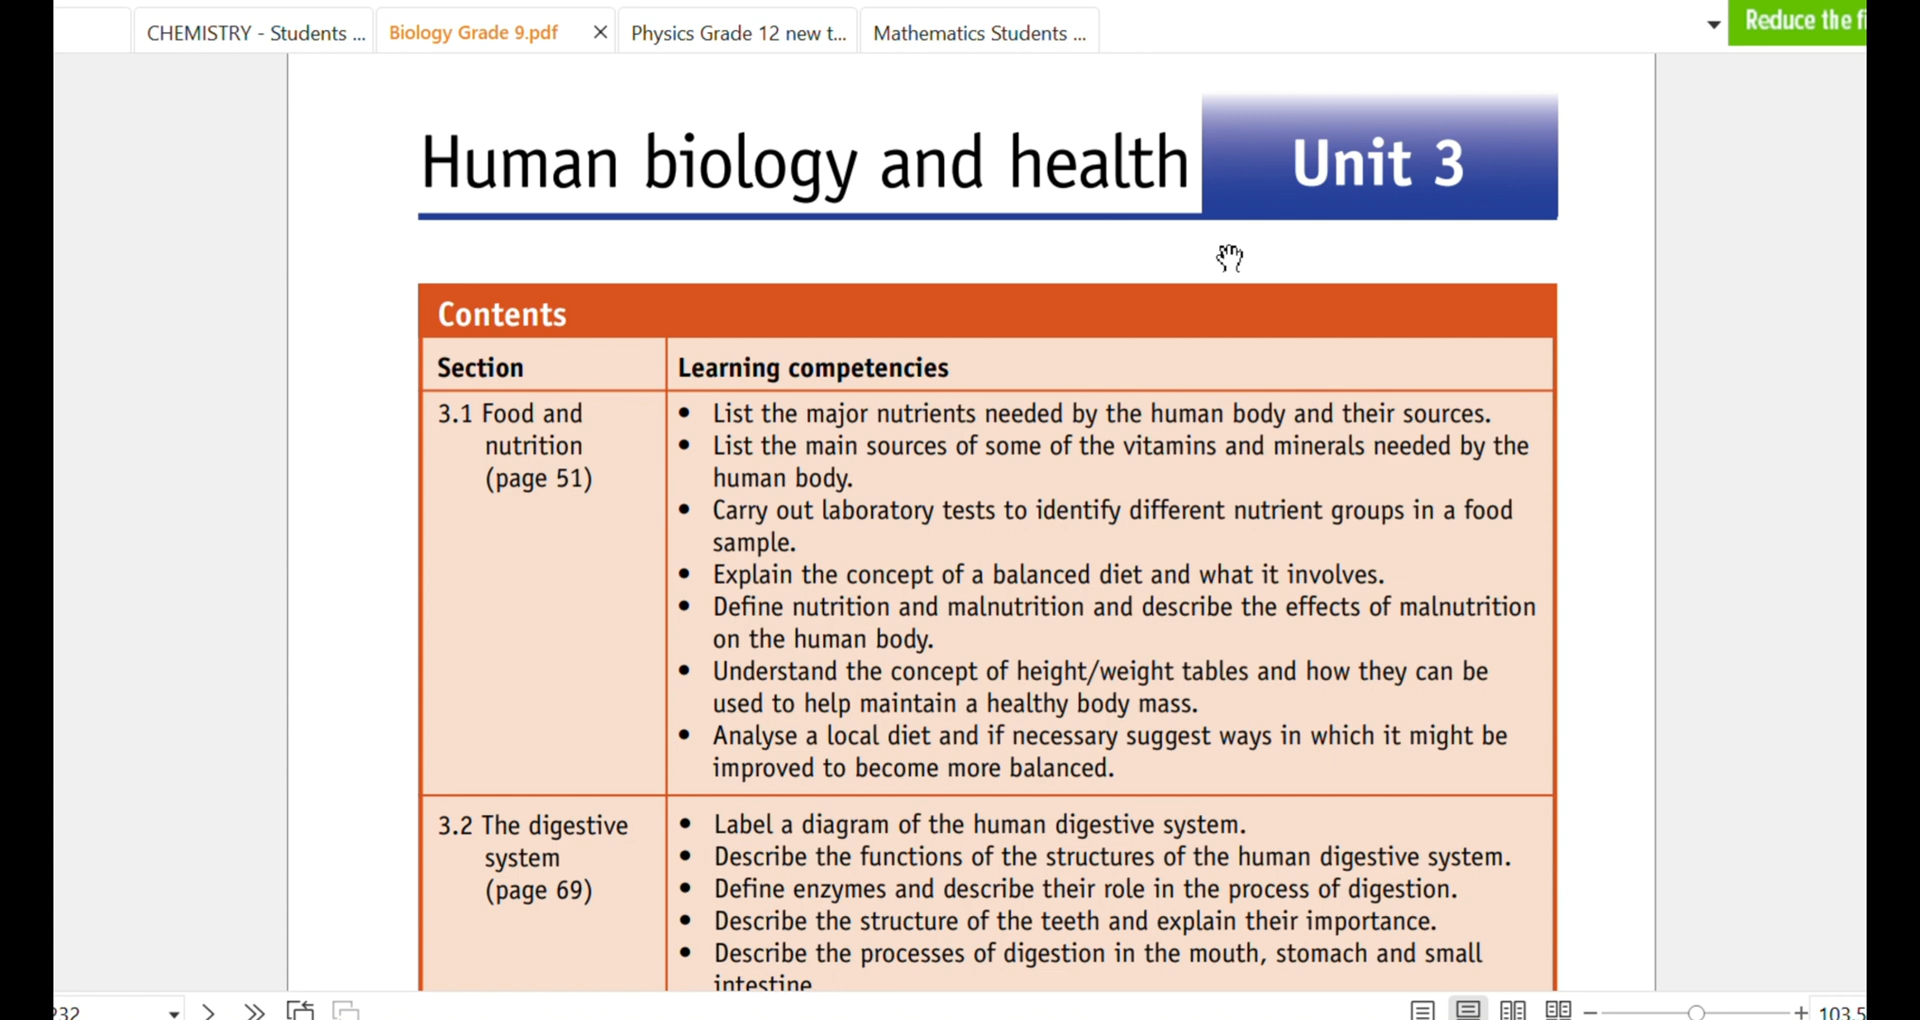 CHEMISTRY - Students ...
Biology Grade 9.pdf
Physics Grade 12 new t...
Mathematics Students ...
Reduce the fi
Human biology and health
Unit 3
Contents
Section
Learning competencies
3.1 Food and
nutrition
(page 51)
• List the major nutrients needed by the human body and their sources.
• List the main sources of some of the vitamins and minerals needed by the
human body.
• Carry out laboratory tests to identify different nutrient groups in a food
sample.
• Explain the concept of a balanced diet and what it involves.
• Define nutrition and malnutrition and describe the effects of malnutrition
on the human body.
• Understand the concept of height/weight tables and how they can be
used to help maintain a healthy body mass.
• Analyse a local diet and if necessary suggest ways in which it might be
improved to become more balanced.
3.2 The digestive
system
(page 69)
• Label a diagram of the human digestive system.
• Describe the functions of the structures of the human digestive system.
• Define enzymes and describe their role in the process of digestion.
• Describe the structure of the teeth and explain their importance.
• Describe the processes of digestion in the mouth, stomach and small
intestine
232
103.5